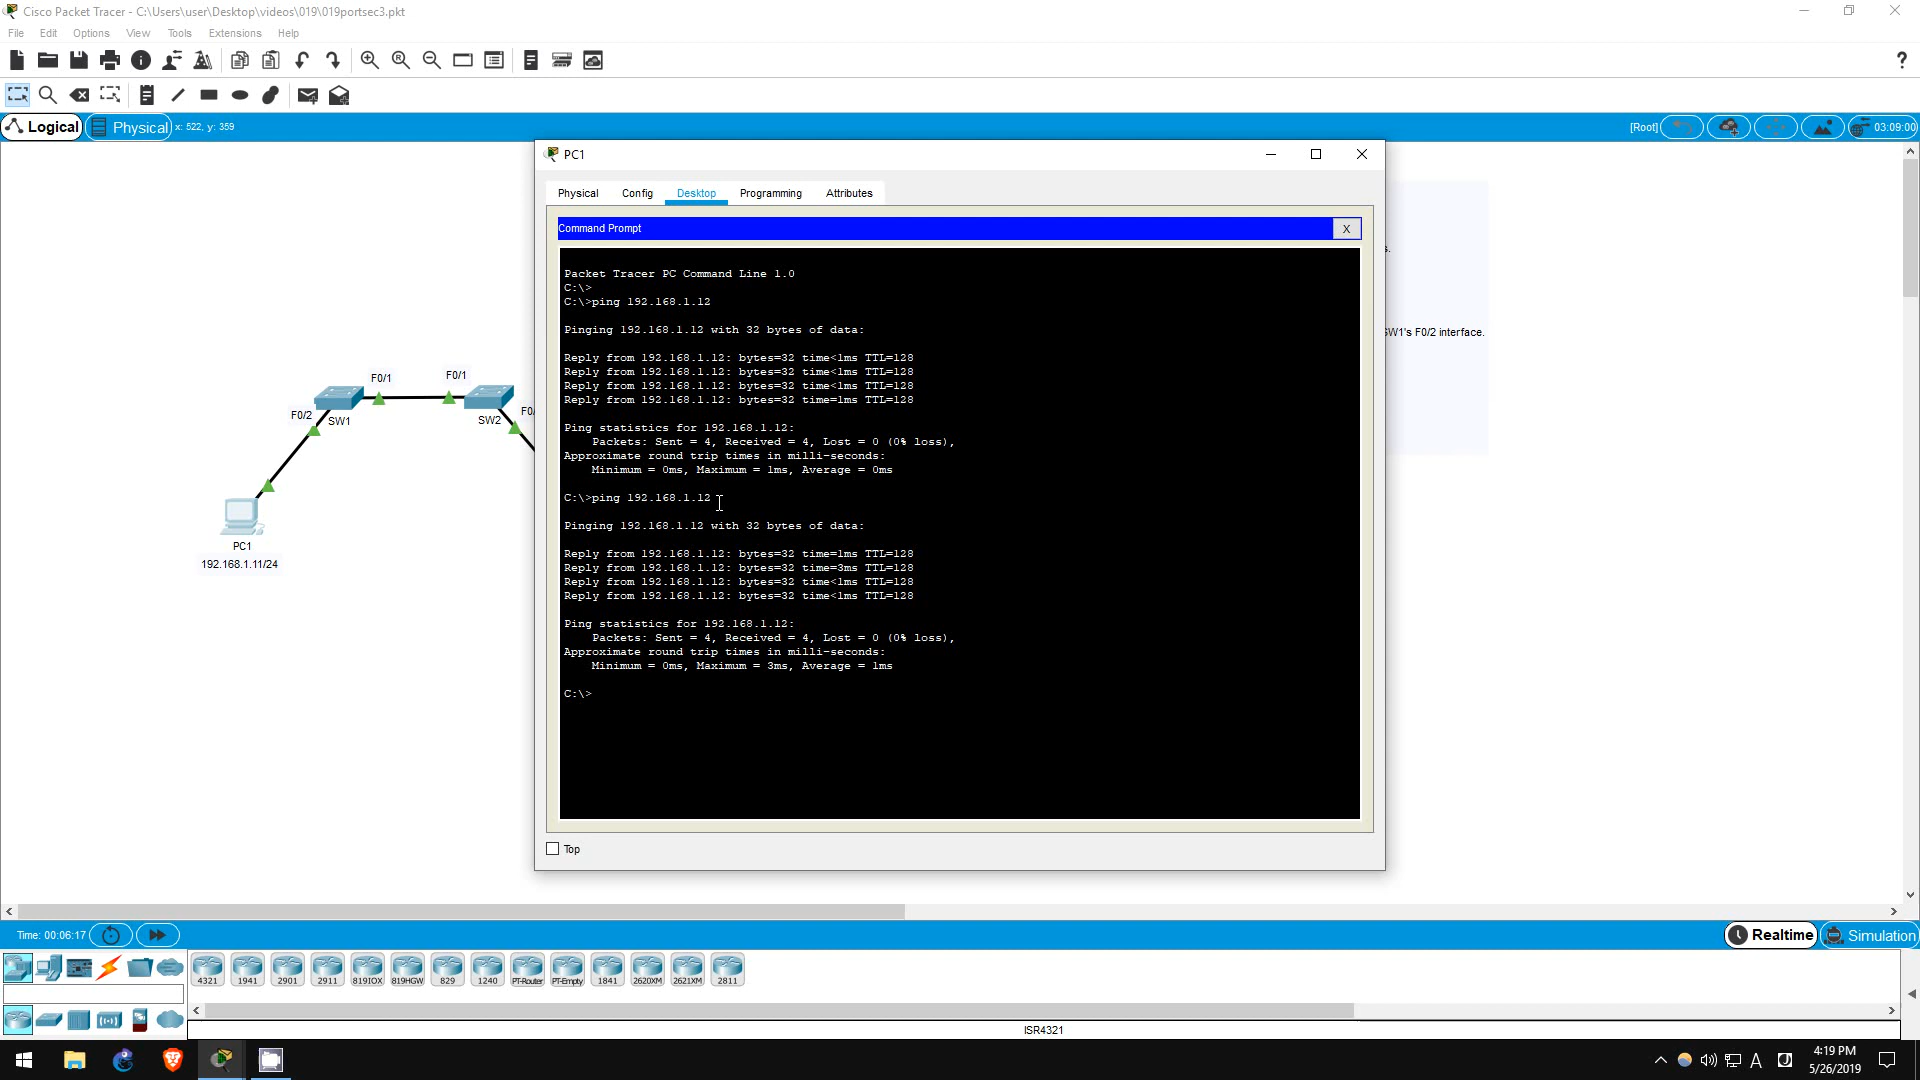 Cisco Packet Tracer - C:\Users\user\Desktop\videos\019\019portsec3.pkt
File Edit Options View Tools Extensions Help
Logical Physical x: 522, y: 359 [Root] 03:09:00
PC1
Physical Config Desktop Programming Attributes
Command Prompt X
Packet Tracer PC Command Line 1.0
C:\>
C:\>ping 192.168.1.12
Pinging 192.168.1.12 with 32 bytes of data:
Reply from 192.168.1.12: bytes=32 time<1ms TTL=128
Reply from 192.168.1.12: bytes=32 time<1ms TTL=128
Reply from 192.168.1.12: bytes=32 time<1ms TTL=128
Reply from 192.168.1.12: bytes=32 time=1ms TTL=128
Ping statistics for 192.168.1.12:
Packets: Sent = 4, Received = 4, Lost = 0 (0% loss),
Approximate round trip times in milli-seconds:
Minimum = 0ms, Maximum = 1ms, Average = 0ms
C:\>ping 192.168.1.12
Pinging 192.168.1.12 with 32 bytes of data:
Reply from 192.168.1.12: bytes=32 time=1ms TTL=128
Reply from 192.168.1.12: bytes=32 time=3ms TTL=128
Reply from 192.168.1.12: bytes=32 time<1ms TTL=128
Reply from 192.168.1.12: bytes=32 time<1ms TTL=128
Ping statistics for 192.168.1.12:
Packets: Sent = 4, Received = 4, Lost = 0 (0% loss),
Approximate round trip times in milli-seconds:
Minimum = 0ms, Maximum = 3ms, Average = 1ms
C:\>
Top
s.
SW1's F0/2 interface.
F0/1 F0/1
F0/2 SW1 SW2 F0/
PC1
192.168.1.11/24
Time: 00:06:17 Realtime Simulation
4321 1941 2901 2911 819IOX 819HGW 829 1240 PT-Router PT-Empty 1841 2620XM 2621XM 2811
ISR4321
A 4:19 PM
5/26/2019